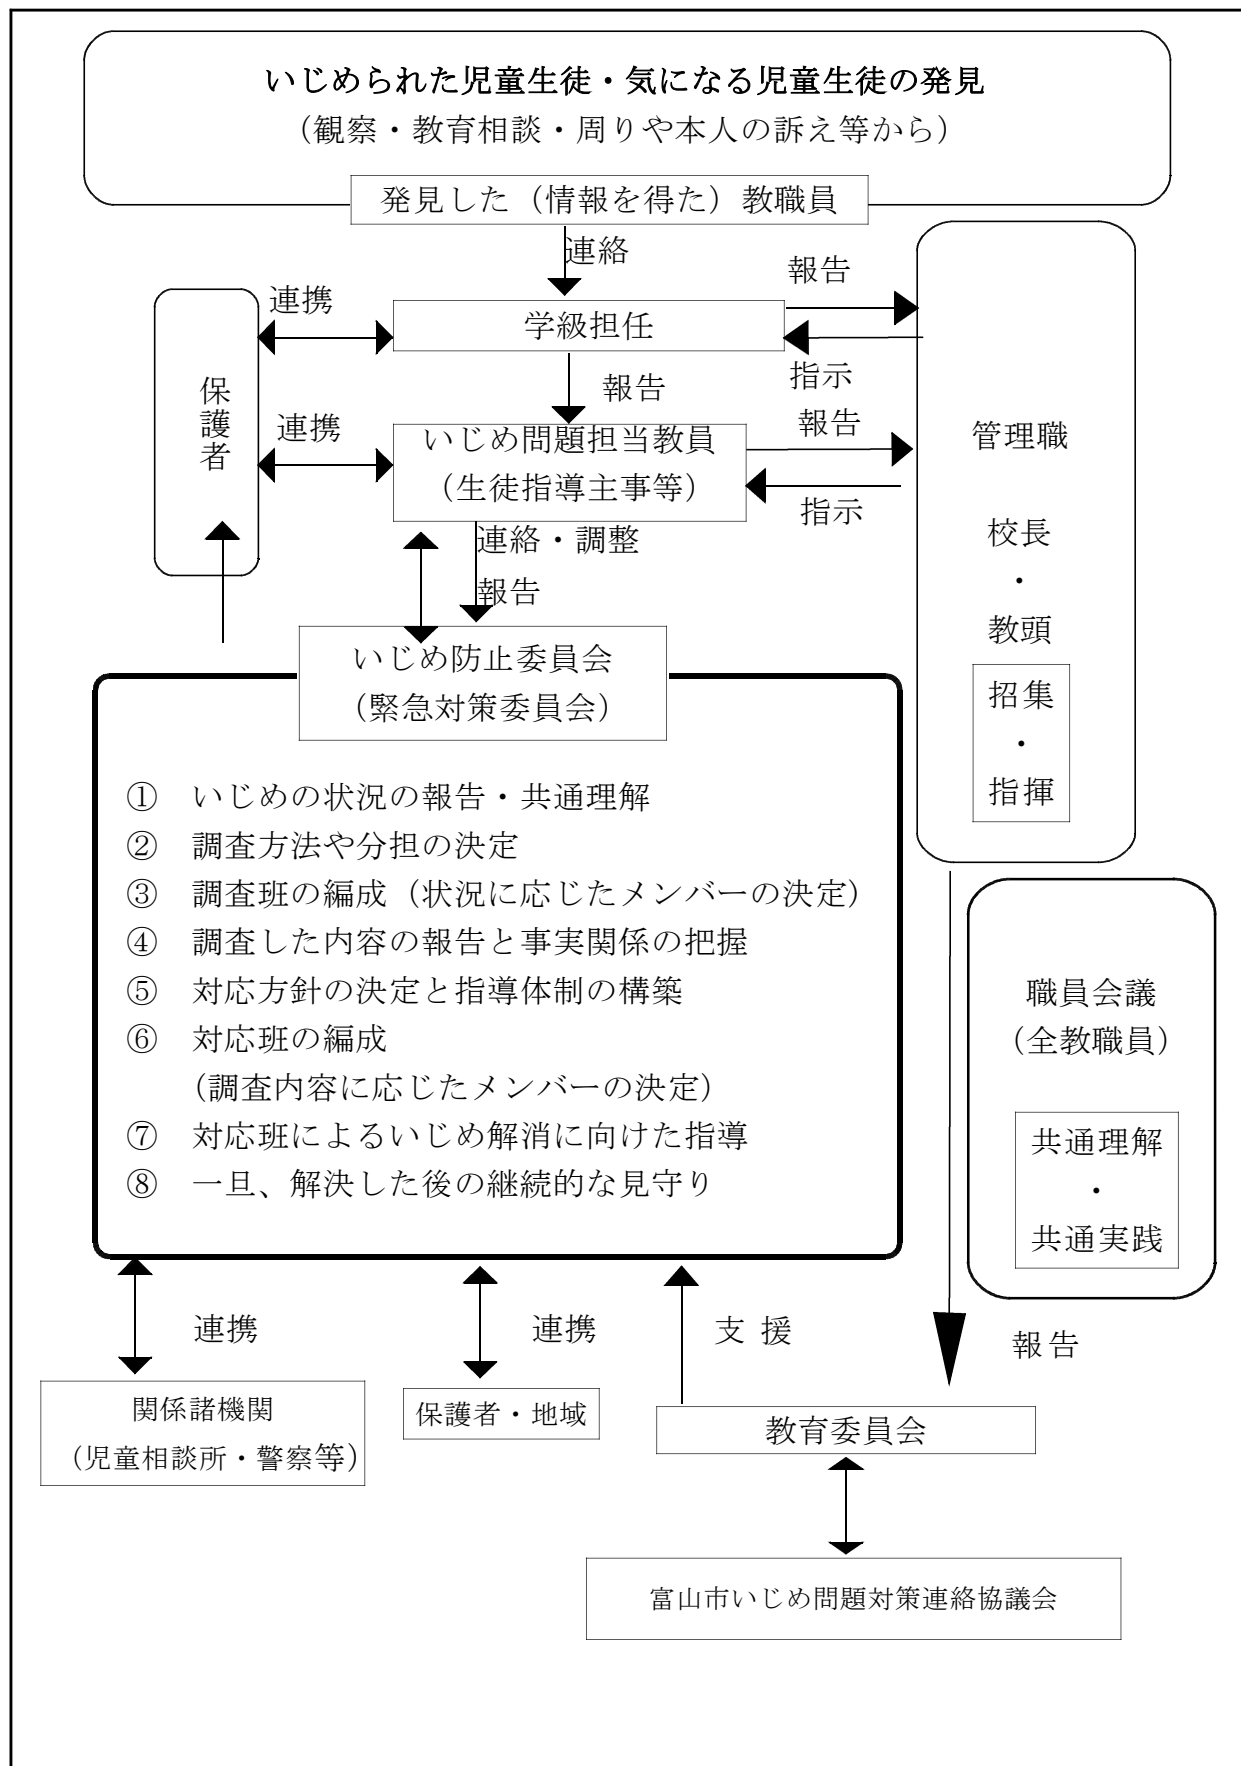 いじめられた児童生徒・気になる児童生徒の発見
（観察・教育相談・周りや本人の訴え等から）
発見した（情報を得た）教職員
連絡
報告
連携
学級担任
指示
報告
保護者
連携
報告
いじめ問題担当教員
（生徒指導主事等）
指示
管理職
校長
・
教頭
招集
・
指揮
連絡・調整
報告
いじめ防止委員会
（緊急対策委員会）
① いじめの状況の報告・共通理解
② 調査方法や分担の決定
③ 調査班の編成（状況に応じたメンバーの決定）
④ 調査した内容の報告と事実関係の把握
⑤ 対応方針の決定と指導体制の構築
⑥ 対応班の編成
（調査内容に応じたメンバーの決定）
⑦ 対応班によるいじめ解消に向けた指導
⑧ 一旦、解決した後の継続的な見守り
職員会議
（全教職員）
共通理解
・
共通実践
連携
連携
支 援
報告
関係諸機関
（児童相談所・警察等）
保護者・地域
教育委員会
富山市いじめ問題対策連絡協議会